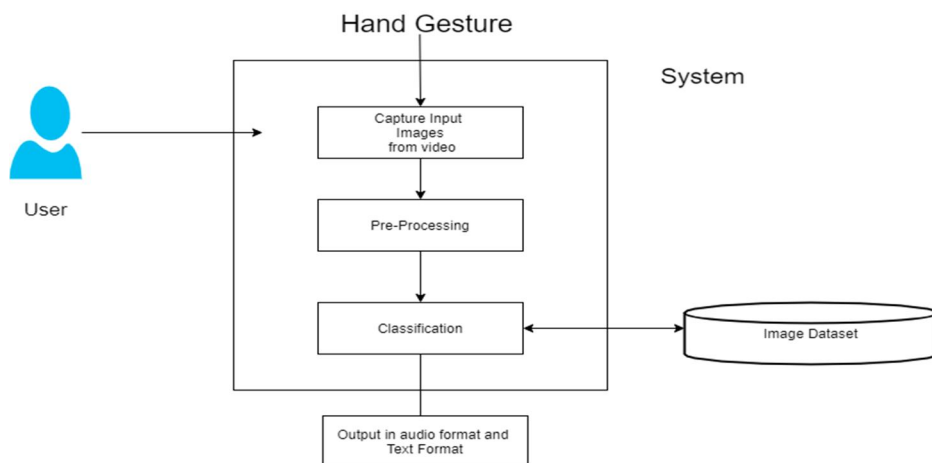 Hand Gesture
System
Capture Input
Images
from video
User
Pre-Processing
Classification
Image Dataset
Output in audio format and
Text Format